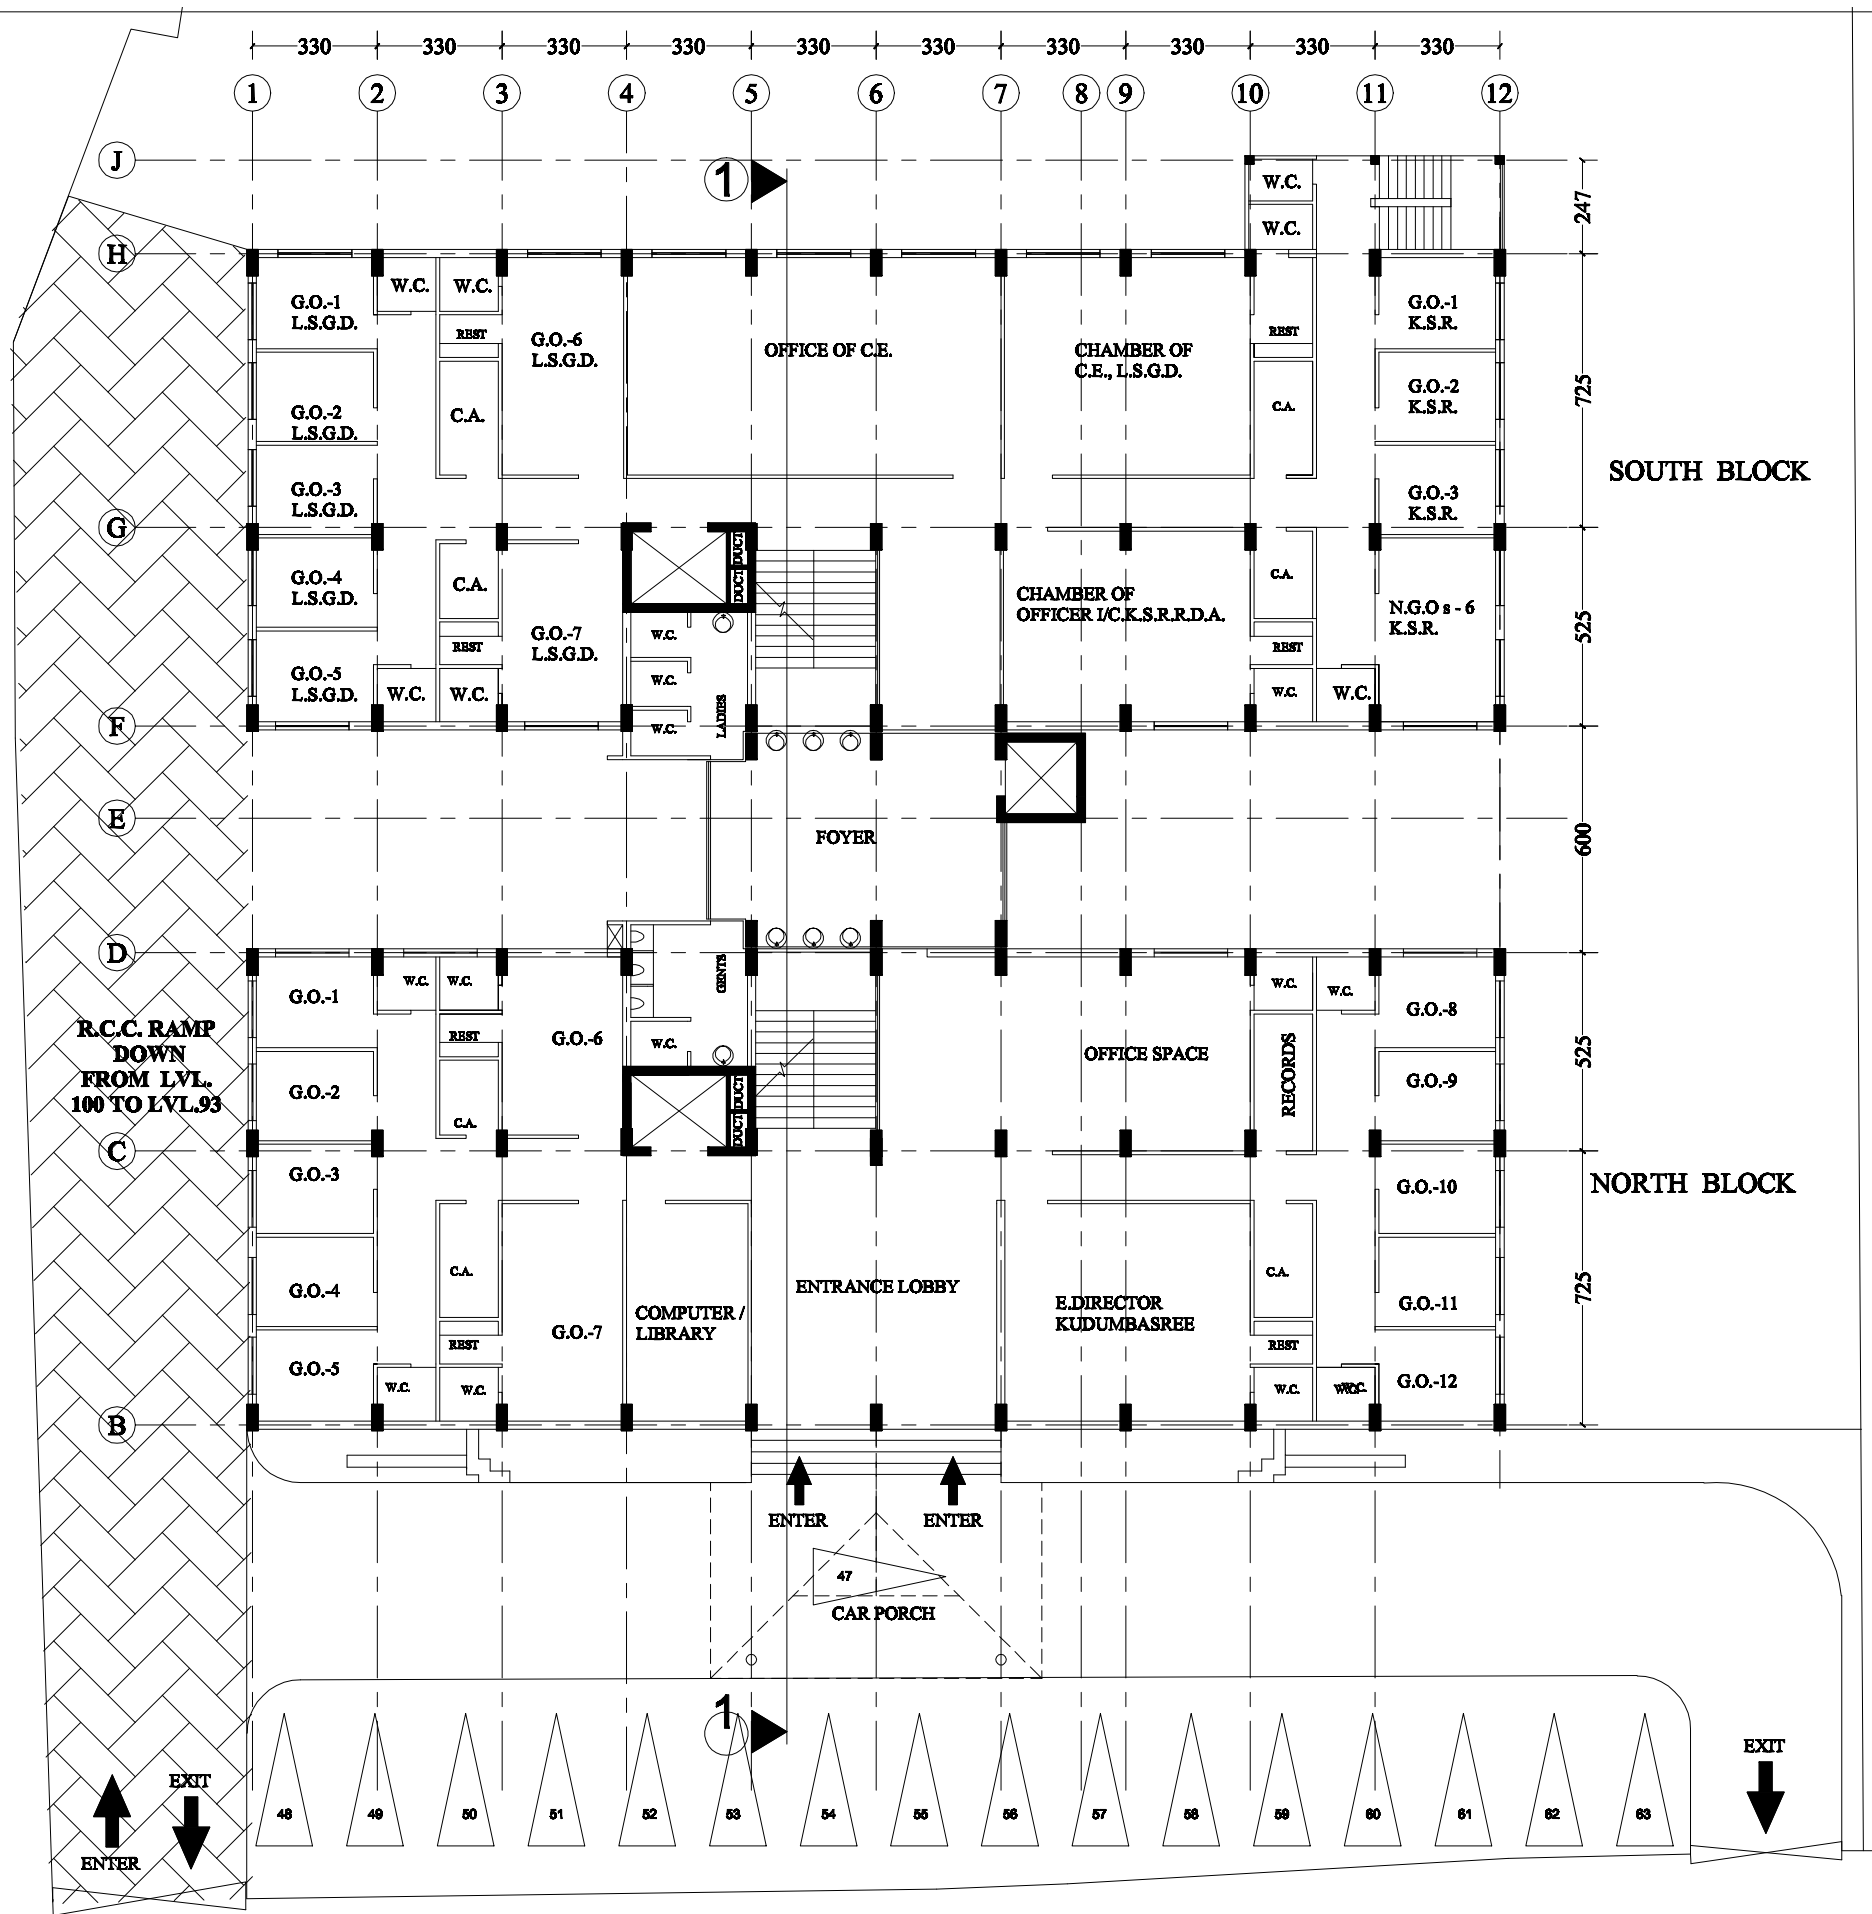 330 330 330 330 330 330 330 330 330 330
1 2 3 4 5 6 7 8 9 10 11 12
J
1
W.C.
247
W.C.
H
W.C. W.C.
G.O.-1
L.S.G.D.
REST
G.O.-6
L.S.G.D.
OFFICE OF C.E.
CHAMBER OF
C.E., L.S.G.D.
REST
G.O.-1
K.S.R.
G.O.-2
L.S.G.D.
C.A.
C.A.
G.O.-2
K.S.R.
725
SOUTH BLOCK
G.O.-3
L.S.G.D.
G.O.-3
K.S.R.
G
DUCT
DUCT
G.O.-4
L.S.G.D.
C.A.
CHAMBER OF
OFFICER I/C.K.S.R.R.D.A.
C.A.
N.G.O s - 6
K.S.R.
525
G.O.-7
L.S.G.D.
W.C.
REST
REST
G.O.-5
L.S.G.D.
W.C. W.C.
W.C.
W.C.
LADIES
W.C. W.C.
F
E
FOYER
600
D
G.O.-1
W.C. W.C.
GENTS
W.C. W.C.
G.O.-8
R.C.C. RAMP
DOWN
FROM LVL.
100 TO LVL.93
REST
G.O.-6
W.C.
OFFICE SPACE
RECORDS
525
G.O.-2
C.A.
DUCT
DUCT
G.O.-9
C
G.O.-3
G.O.-10
NORTH BLOCK
G.O.-4
C.A.
ENTRANCE LOBBY
C.A.
725
COMPUTER /
LIBRARY
E.DIRECTOR
KUDUMBASREE
G.O.-11
G.O.-7
REST
REST
G.O.-5
W.C. W.C.
W.C. W.C. W.C.
G.O.-12
B
ENTER ENTER
47
CAR PORCH
1
EXIT
EXIT
48 49 50 51 52 53 54 55 56 57 58 59 60 61 62 63
ENTER